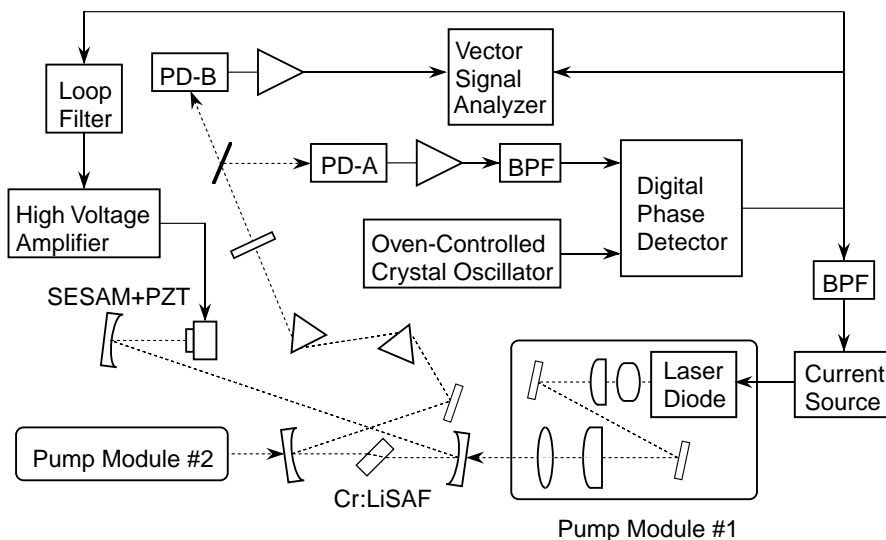 PD-B
Vector
Signal
Analyzer
Loop
Filter
PD-A
BPF
Digital
Phase
Detector
High Voltage
Amplifier
Oven-Controlled
Crystal Oscillator
BPF
SESAM+PZT
Laser
Diode
Current
Source
Pump Module #2
Cr:LiSAF
Pump Module #1